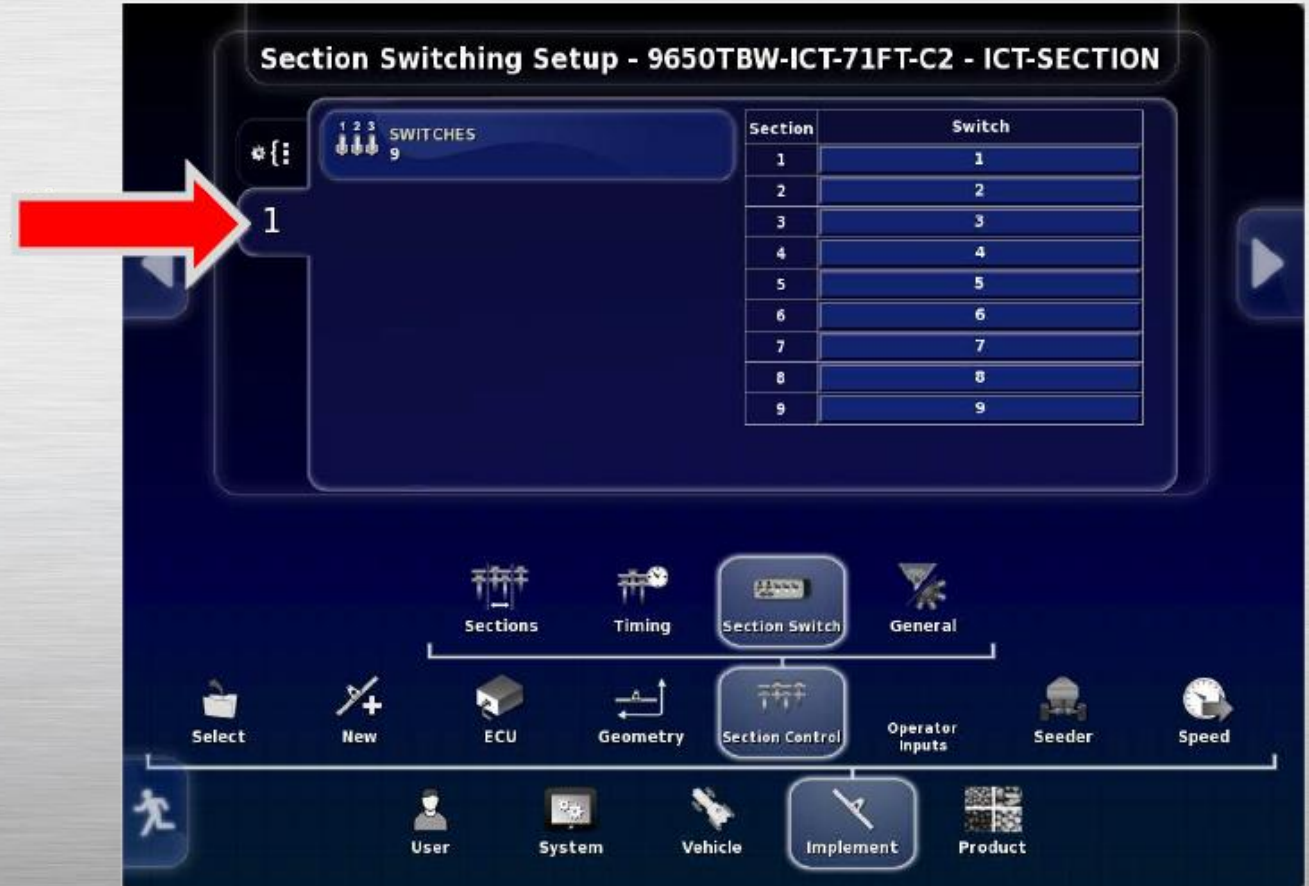 Section Switching Setup - 9650TBW-ICT-71FT-C2 - ICT-SECTION
1 2 3
SWITCHES
9
1
Section Switch
1 1
2 2
3 3
4 4
5 5
6 6
7 7
8 8
9 9
Sections Timing Section Switch General
Select New ECU Geometry Section Control Operator Inputs Seeder Speed
User System Vehicle Implement Product